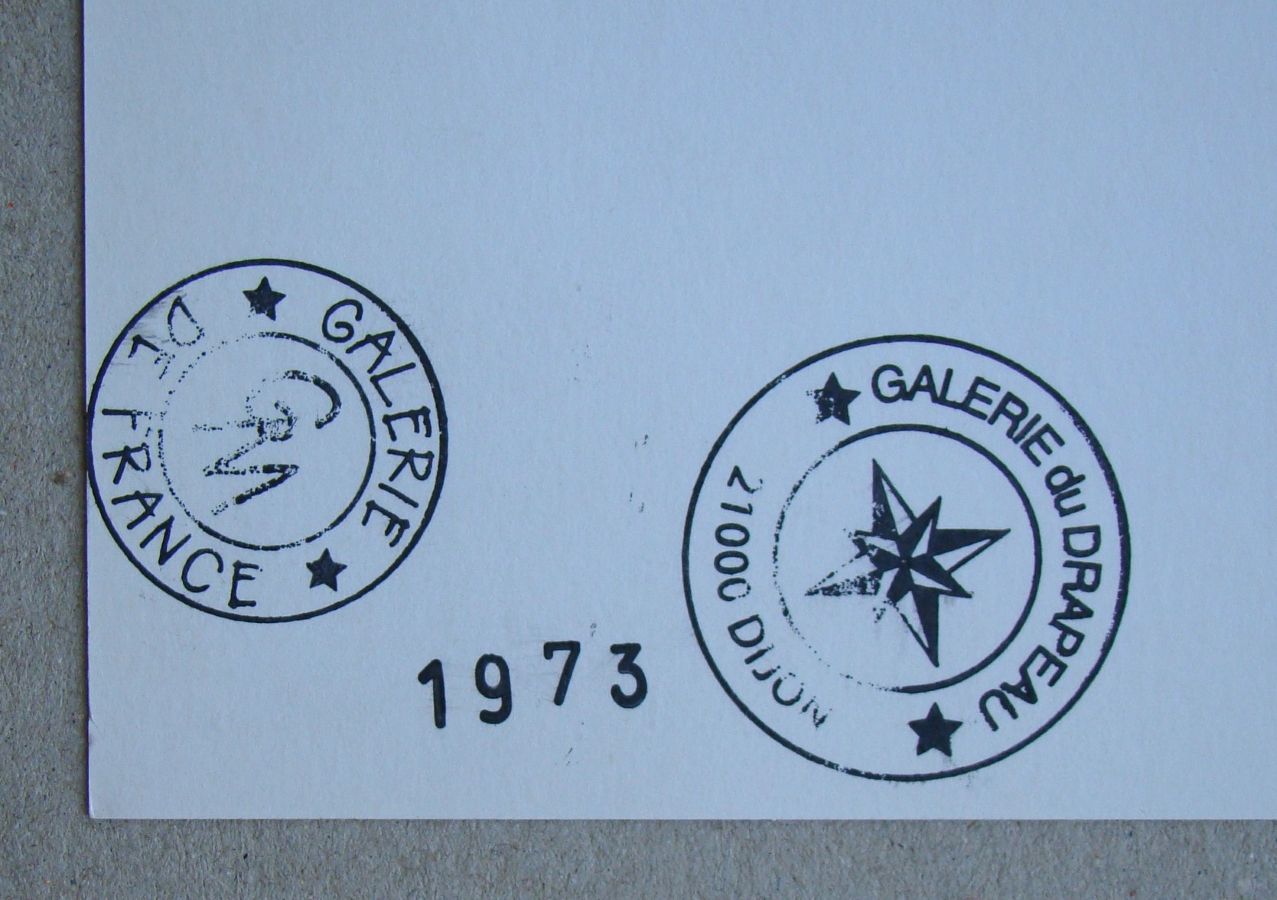 GALERIE
DE FRANCE
1973
GALERIE du DRAPEAU
21000 DIJON